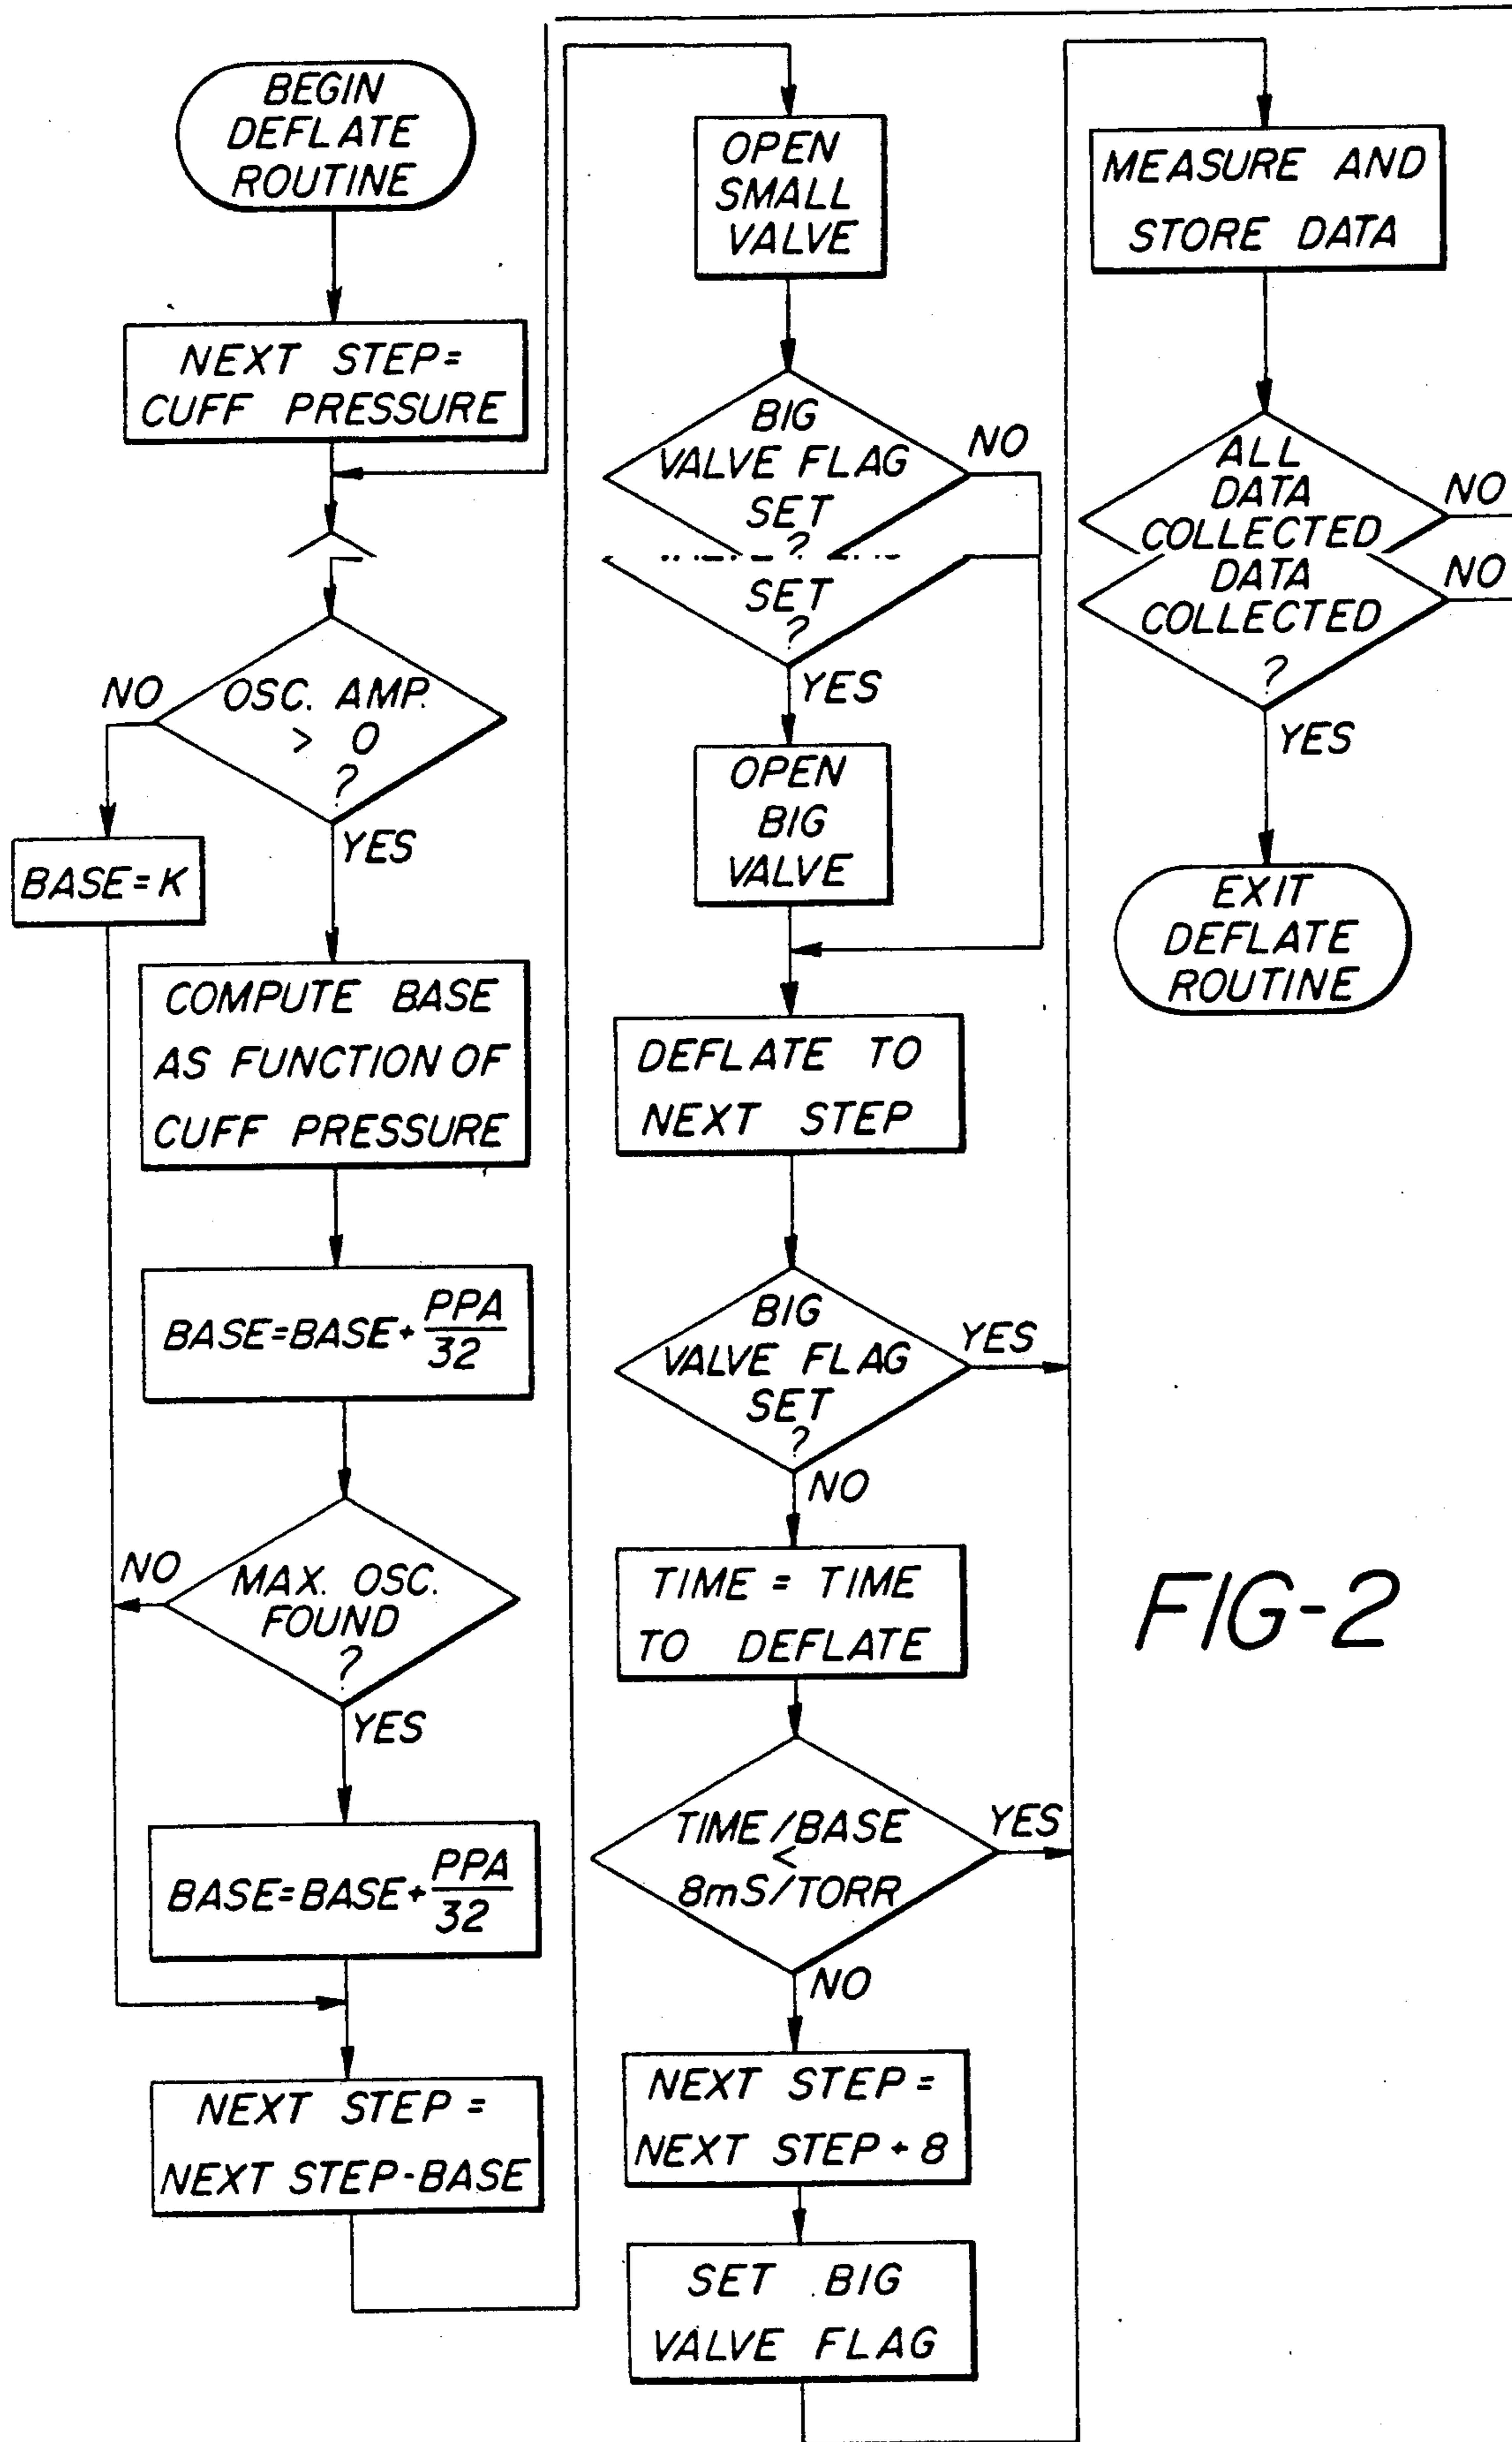 BEGIN
DEFLATE
ROUTINE
NEXT STEP=
CUFF PRESSURE
OSC. AMP.
> 0
?
NO
YES
BASE=K
COMPUTE BASE
AS FUNCTION OF
CUFF PRESSURE
BASE=BASE+PPA
32
MAX. OSC.
FOUND
?
NO
YES
BASE=BASE+PPA
32
NEXT STEP=
NEXT STEP-BASE
OPEN
SMALL
VALVE
BIG
VALVE FLAG
SET
?
NO
SET
?
YES
OPEN
BIG
VALVE
DEFLATE TO
NEXT STEP
BIG
VALVE FLAG
SET
?
YES
NO
TIME = TIME
TO DEFLATE
TIME/BASE
<
8mS/TORR
YES
NO
NEXT STEP=
NEXT STEP+8
SET BIG
VALVE FLAG
MEASURE AND
STORE DATA
ALL
DATA
COLLECTED
NO
DATA
COLLECTED
?
NO
YES
EXIT
DEFLATE
ROUTINE
FIG-2